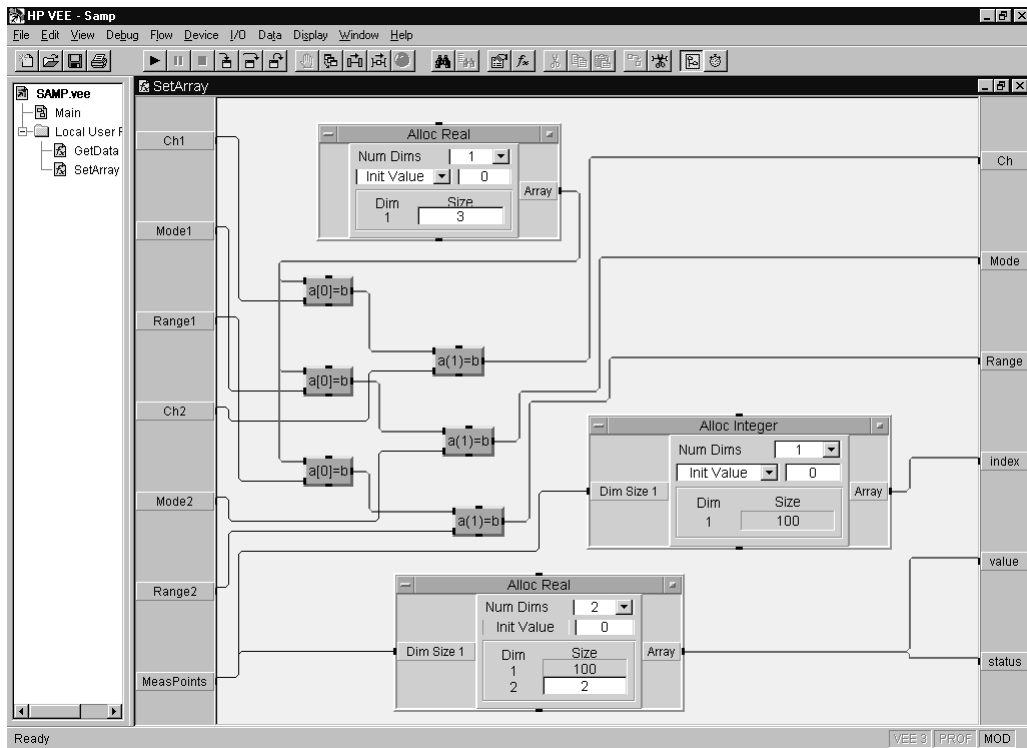 HP VEE - Samp
File Edit View Debug Flow Device I/O Data Display Window Help
SAMP.vee
Main
Local User F
GetData
SetArray
SetArray
Ch1
Mode1
Range1
Ch2
Mode2
Range2
MeasPoints
Alloc Real
Num Dims 1
Init Value 0
Dim Size
1 3
Array
a[0]=b
a(1)=b
a[0]=b
a(1)=b
a[0]=b
a(1)=b
Alloc Integer
Num Dims 1
Init Value 0
Dim Size 1
Dim Size
1 100
Array
Alloc Real
Num Dims 2
Init Value 0
Dim Size 1
Dim Size
1 100
2 2
Array
Ch
Mode
Range
index
value
status
Ready
VEE 3 PROF MOD